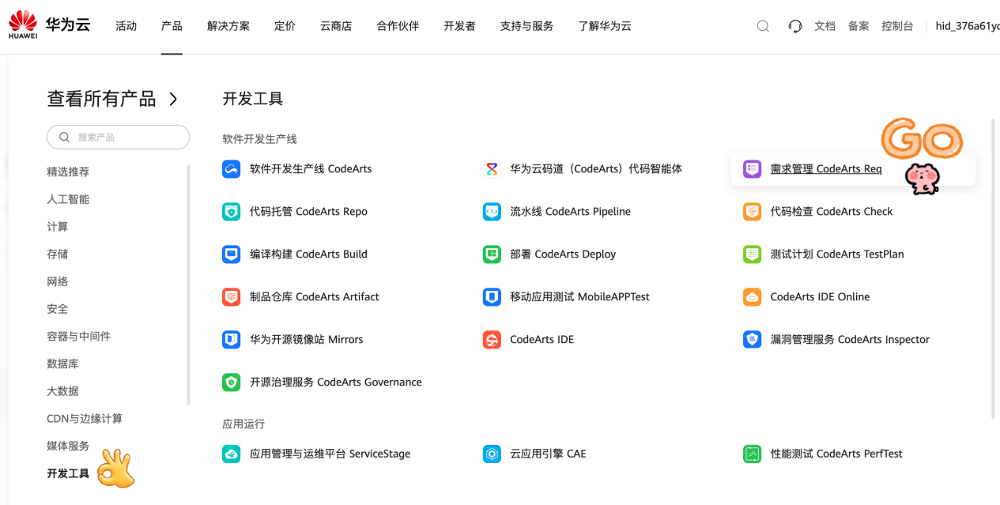 HUAWEI 华为云 活动 产品 解决方案 定价 云商店 合作伙伴 开发者 支持与服务 了解华为云 文档 备案 控制台 hid_376a61y
查看所有产品
搜索产品
精选推荐
人工智能
计算
存储
网络
安全
容器与中间件
数据库
大数据
CDN与边缘计算
媒体服务
开发工具
开发工具
软件开发生产线
软件开发生产线 CodeArts 华为云码道（CodeArts）代码智能体 需求管理 CodeArts Req
GO
代码托管 CodeArts Repo 流水线 CodeArts Pipeline 代码检查 CodeArts Check
编译构建 CodeArts Build 部署 CodeArts Deploy 测试计划 CodeArts TestPlan
制品仓库 CodeArts Artifact 移动应用测试 MobileAPPTest CodeArts IDE Online
华为开源镜像站 Mirrors CodeArts IDE 漏洞管理服务 CodeArts Inspector
开源治理服务 CodeArts Governance
应用运行
应用管理与运维平台 ServiceStage 云应用引擎 CAE 性能测试 CodeArts PerfTest